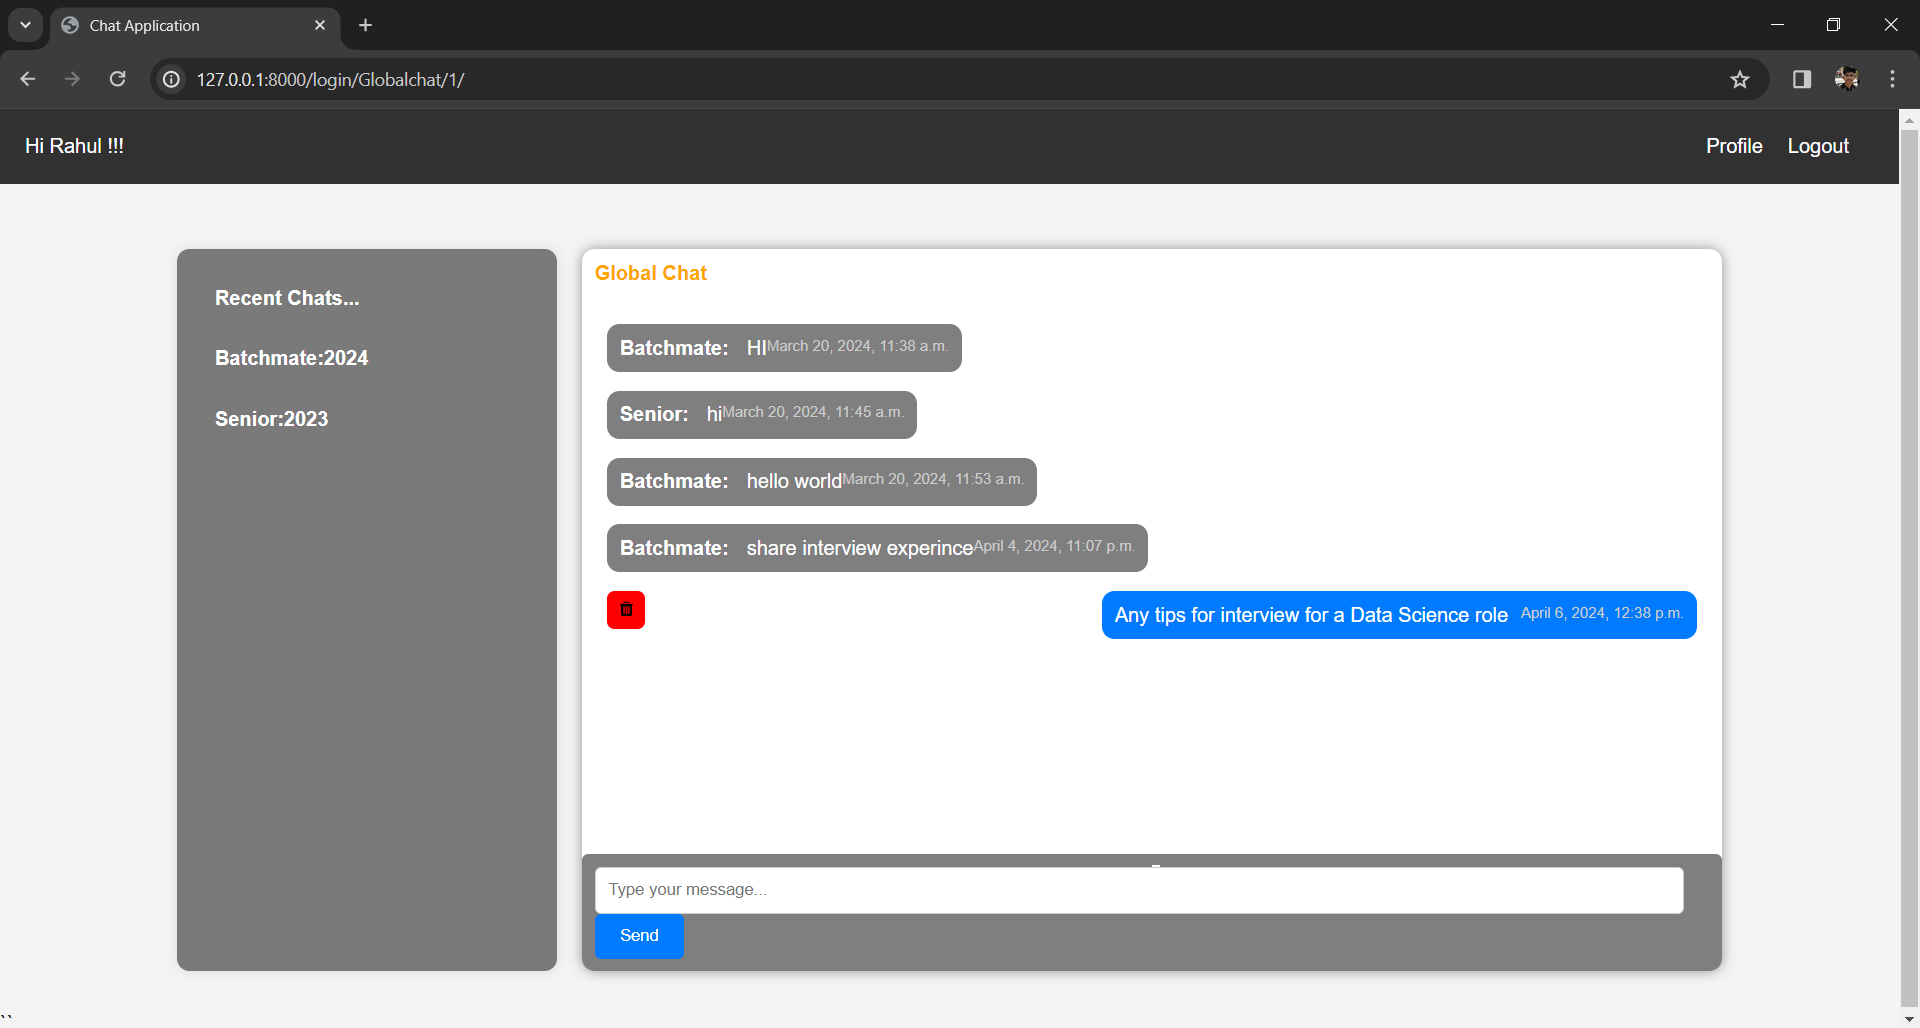 Chat Application
127.0.0.1:8000/login/Globalchat/1/
Hi Rahul !!!
Profile Logout
Recent Chats...
Batchmate:2024
Senior:2023
Global Chat
Batchmate: HIMarch 20, 2024, 11:38 a.m.
Senior: hiMarch 20, 2024, 11:45 a.m.
Batchmate: hello worldMarch 20, 2024, 11:53 a.m.
Batchmate: share interview experinceApril 4, 2024, 11:07 p.m.
Any tips for interview for a Data Science role April 6, 2024, 12:38 p.m.
Type your message...
Send
``